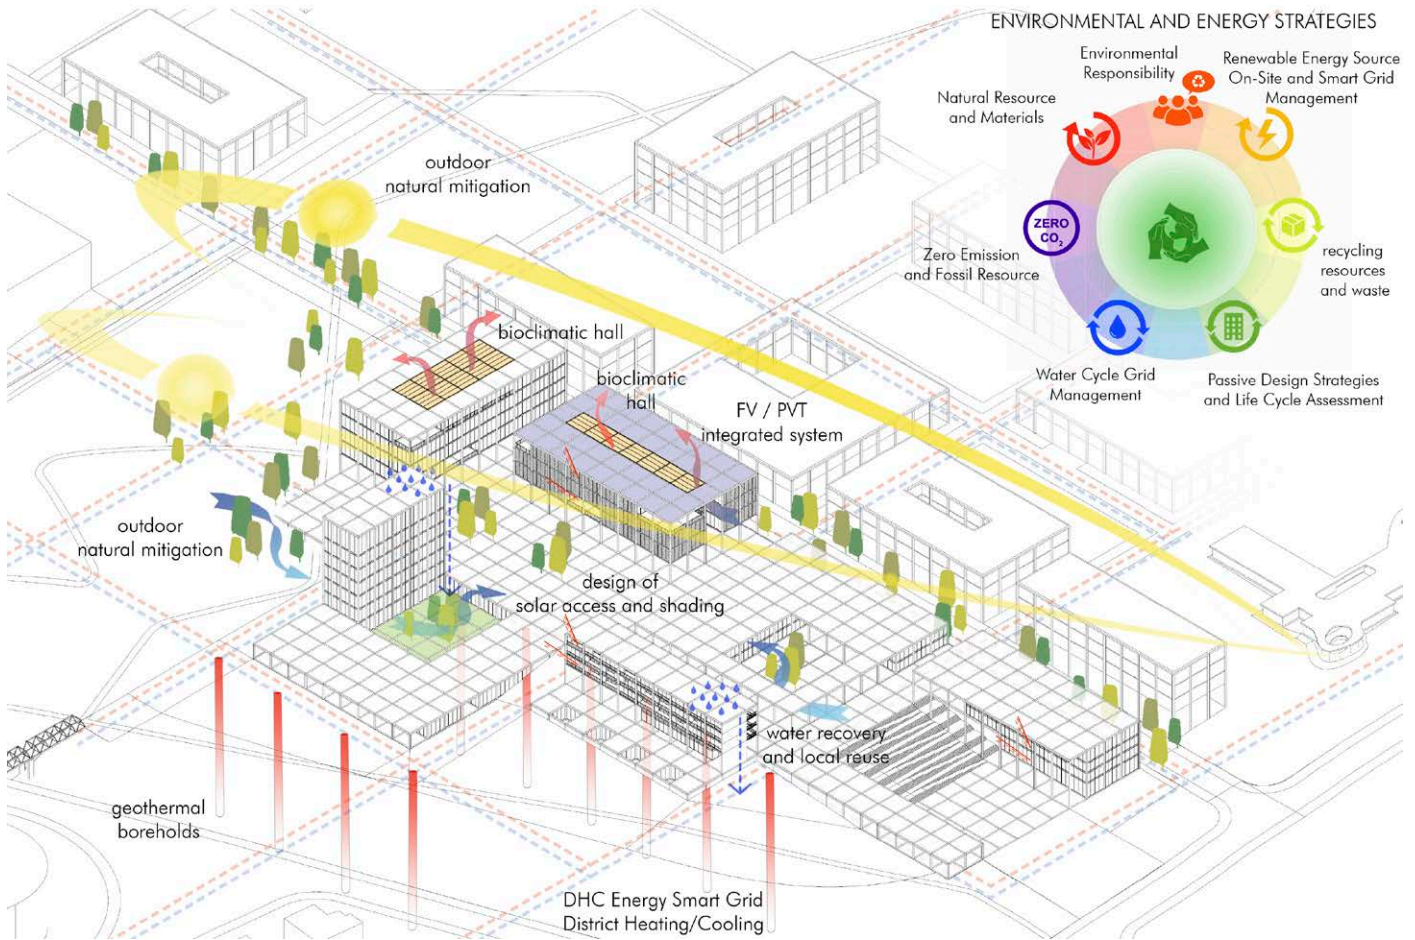 ENVIRONMENTAL AND ENERGY STRATEGIES
Environmental
Responsibility
Renewable Energy Source
On-Site and Smart Grid
Management
Natural Resource
and Materials
ZERO
CO2
Zero Emission
and Fossil Resource
recycling
resources
and waste
Water Cycle Grid
Management
Passive Design Strategies
and Life Cycle Assessment
outdoor
natural mitigation
bioclimatic hall
bioclimatic
hall
FV / PVT
integrated system
outdoor
natural mitigation
design of
solar access and shading
water recovery
and local reuse
geothermal
boreholds
DHC Energy Smart Grid
District Heating/Cooling